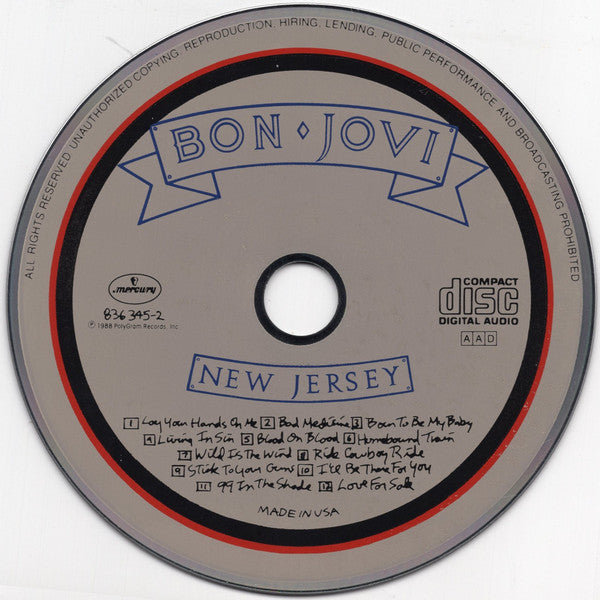 ALL RIGHTS RESERVED. UNAUTHORIZED COPYING, REPRODUCTION, HIRING, LENDING, PUBLIC PERFORMANCE AND BROADCASTING PROHIBITED
BON ♦ JOVI
mercury
836 345-2
℗ 1988 PolyGram Records, Inc.
COMPACT
disc
DIGITAL AUDIO
AAD
NEW JERSEY
1 Lay Your Hands On Me 2 Bad Medicine 3 Born To Be My Baby
4 Living In Sin 5 Blood On Blood 6 Homebound Train
7 Wild Is The Wind 8 Ride Cowboy Ride
9 Stick To Your Guns 10 I'll Be There For You
11 99 In The Shade 12 Love For Sale
MADE IN USA